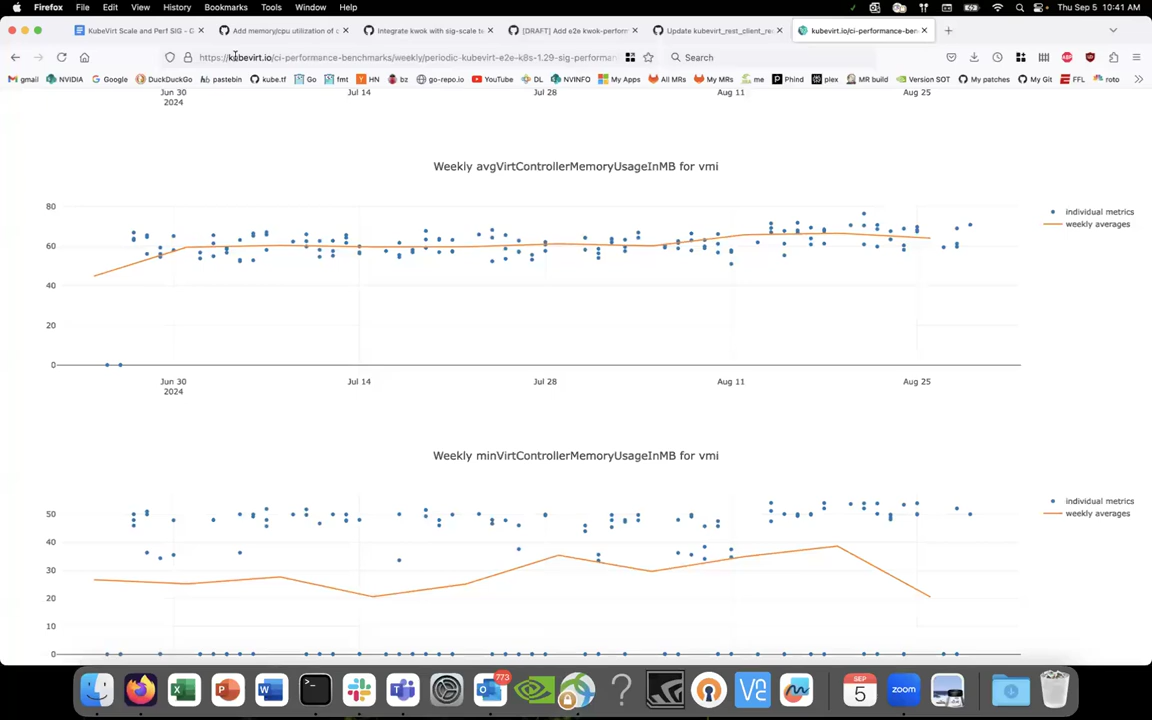 Firefox File Edit View History Bookmarks Tools Window Help Thu Sep 5 10:41 AM
KubeVirt Scale and Perf SIG - G Add memory/cpu utilization of c Integrate kwok with sig-scale t [DRAFT] Add e2e kwok-perform Update kubevirt_rest_client_re kubevirt.io/ci-performance-ben
https://kubevirt.io/ci-performance-benchmarks/weekly/periodic-kubevirt-e2e-k8s-1.29-sig-performan Search
gmail NVIDIA Google DuckDuckGo pastebin kube.tf Go fmt HN bz go-repo.io YouTube DL NVINFO My Apps All MRs My MRs me Phind plex MR build Version SOT My patches My Git FFL roto
Jun 30 Jul 14 Jul 28 Aug 11 Aug 25
2024
Weekly avgVirtControllerMemoryUsageInMB for vmi
80
individual metrics
weekly averages
60
40
20
0
Jun 30 Jul 14 Jul 28 Aug 11 Aug 25
2024
Weekly minVirtControllerMemoryUsageInMB for vmi
individual metrics
50
weekly averages
40
30
20
10
0
773
SEP
5
zoom